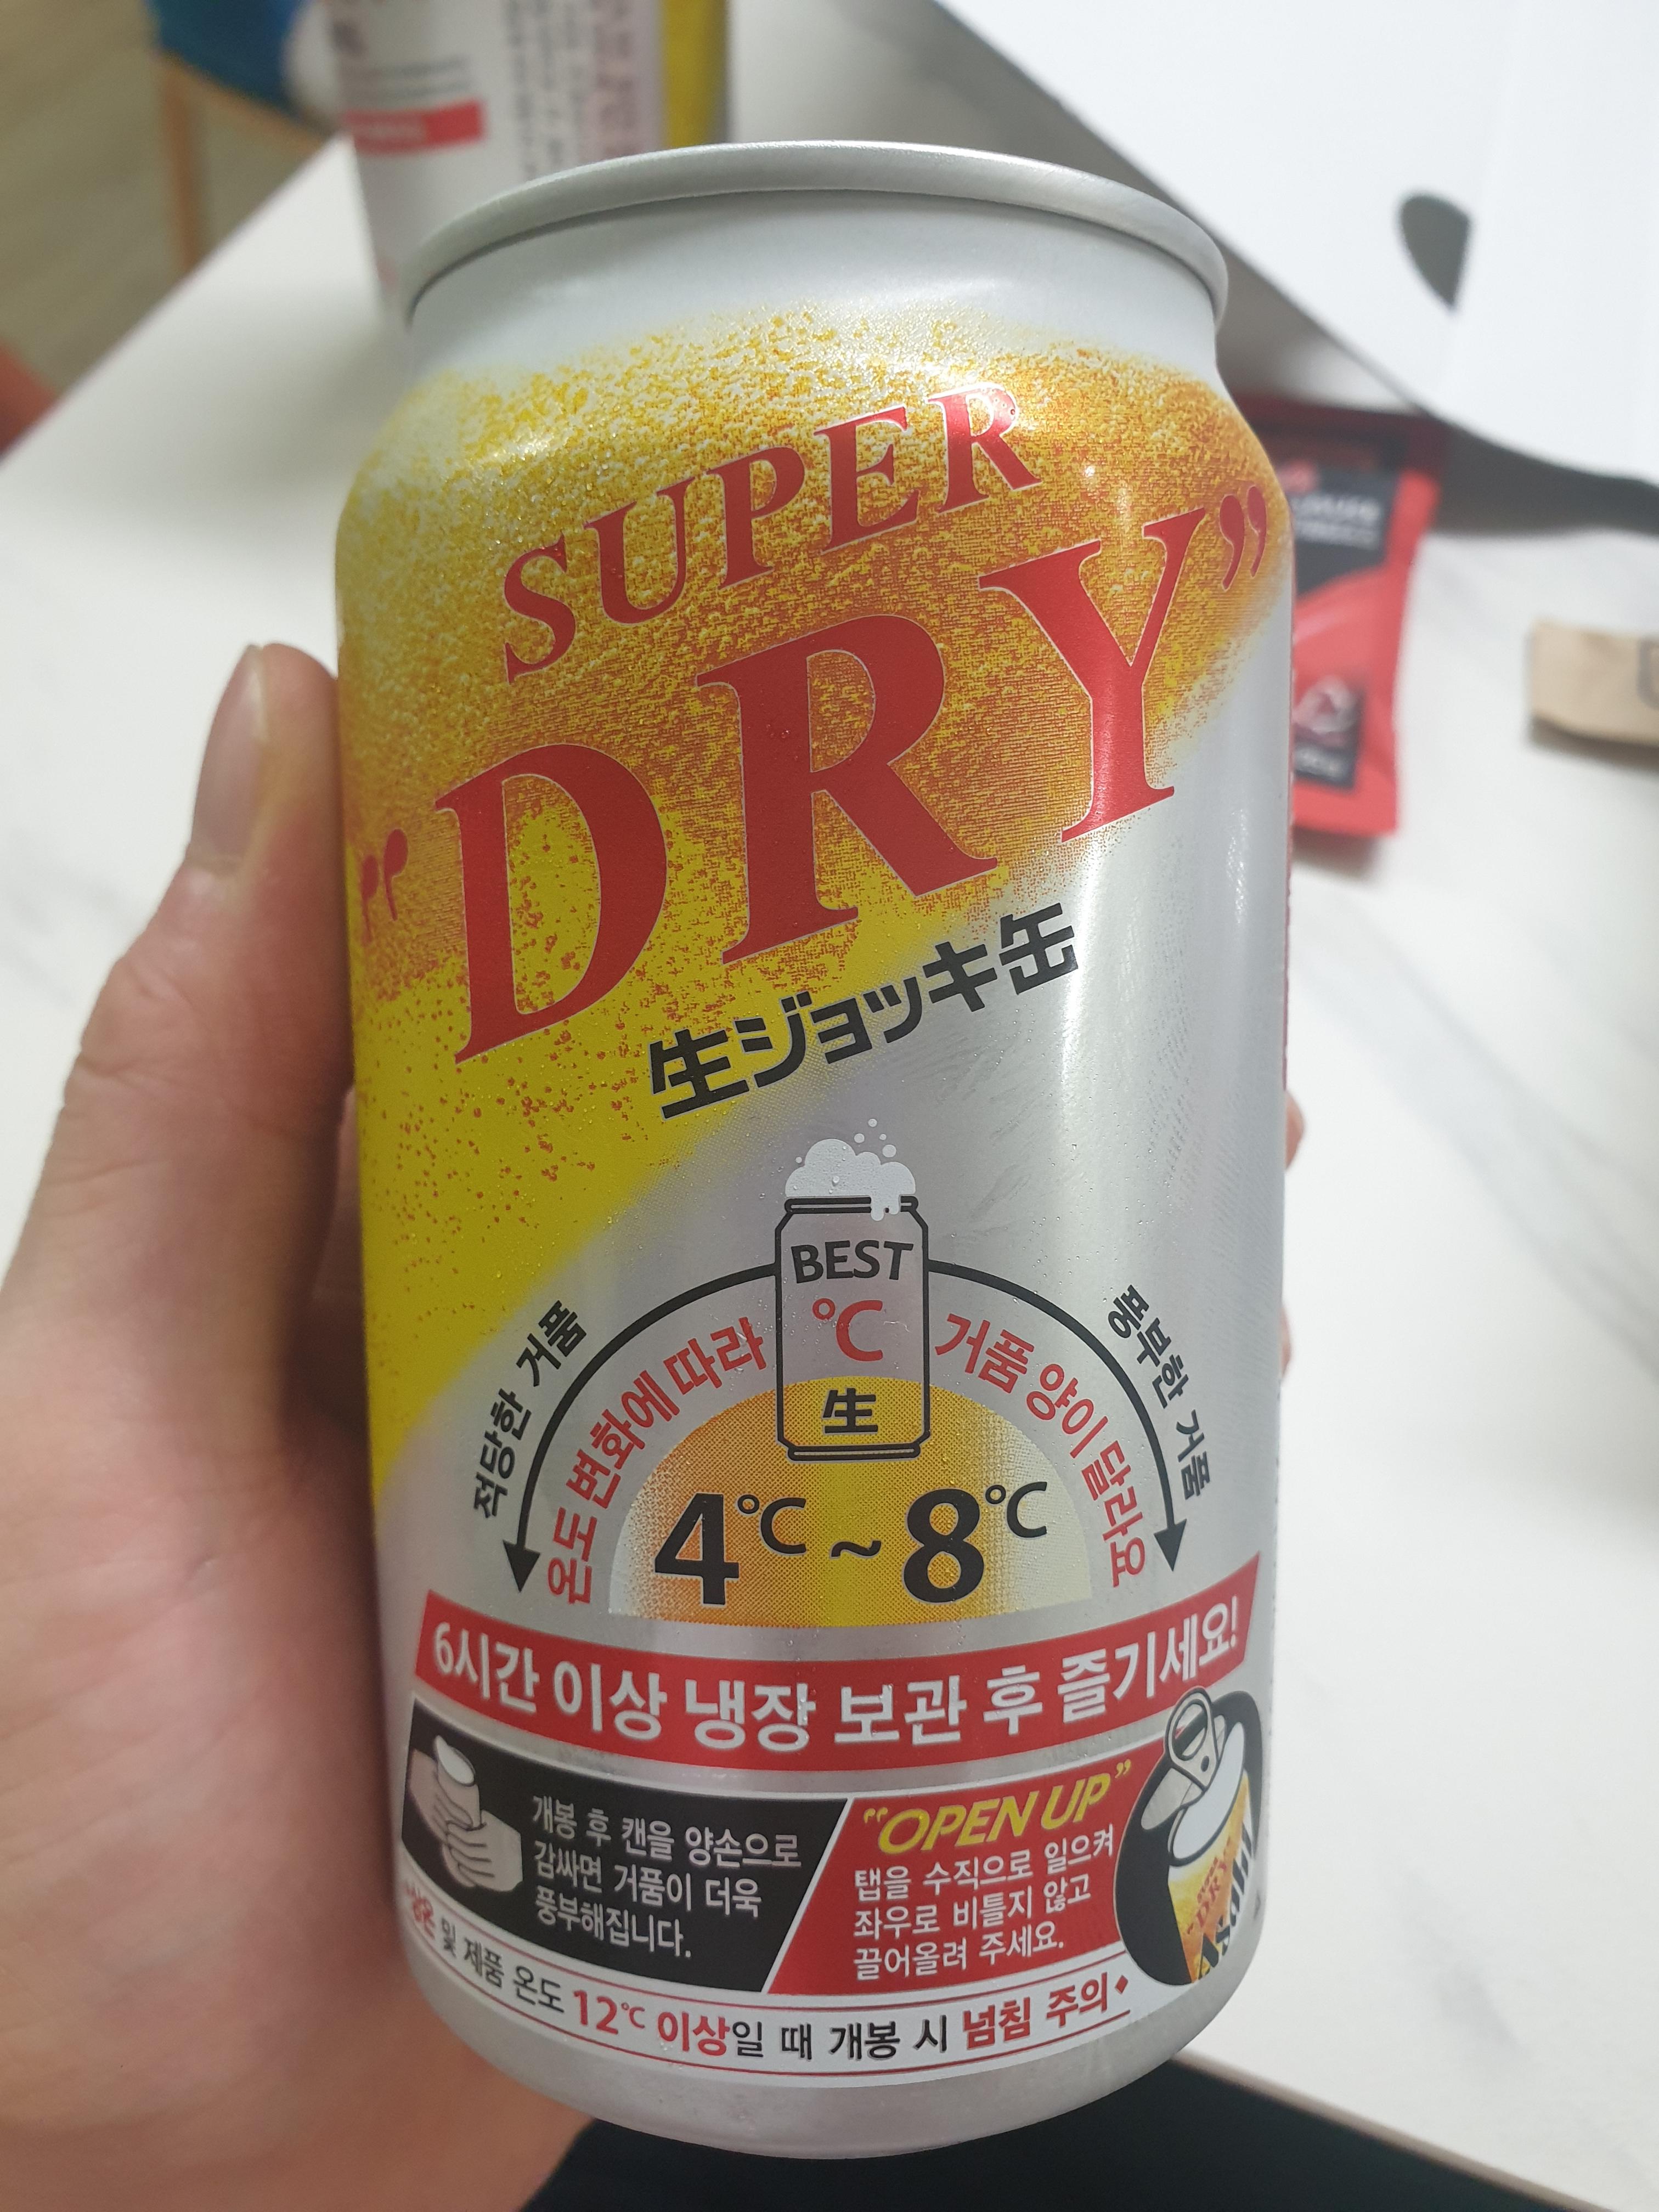 SUPER
“DRY”
生ジョッキ缶
BEST
℃
生
적당한 거품
풍부한 거품
온도 변화에 따라 거품 양이 달라요
4℃~8℃
6시간 이상 냉장 보관 후 즐기세요!
개봉 후 캔을 양손으로
감싸면 거품이 더욱
풍부해집니다.
“OPEN UP”
탭을 수직으로 일으켜
좌우로 비틀지 않고
끌어올려 주세요.
상온 및 제품 온도 12℃ 이상일 때 개봉 시 넘침 주의